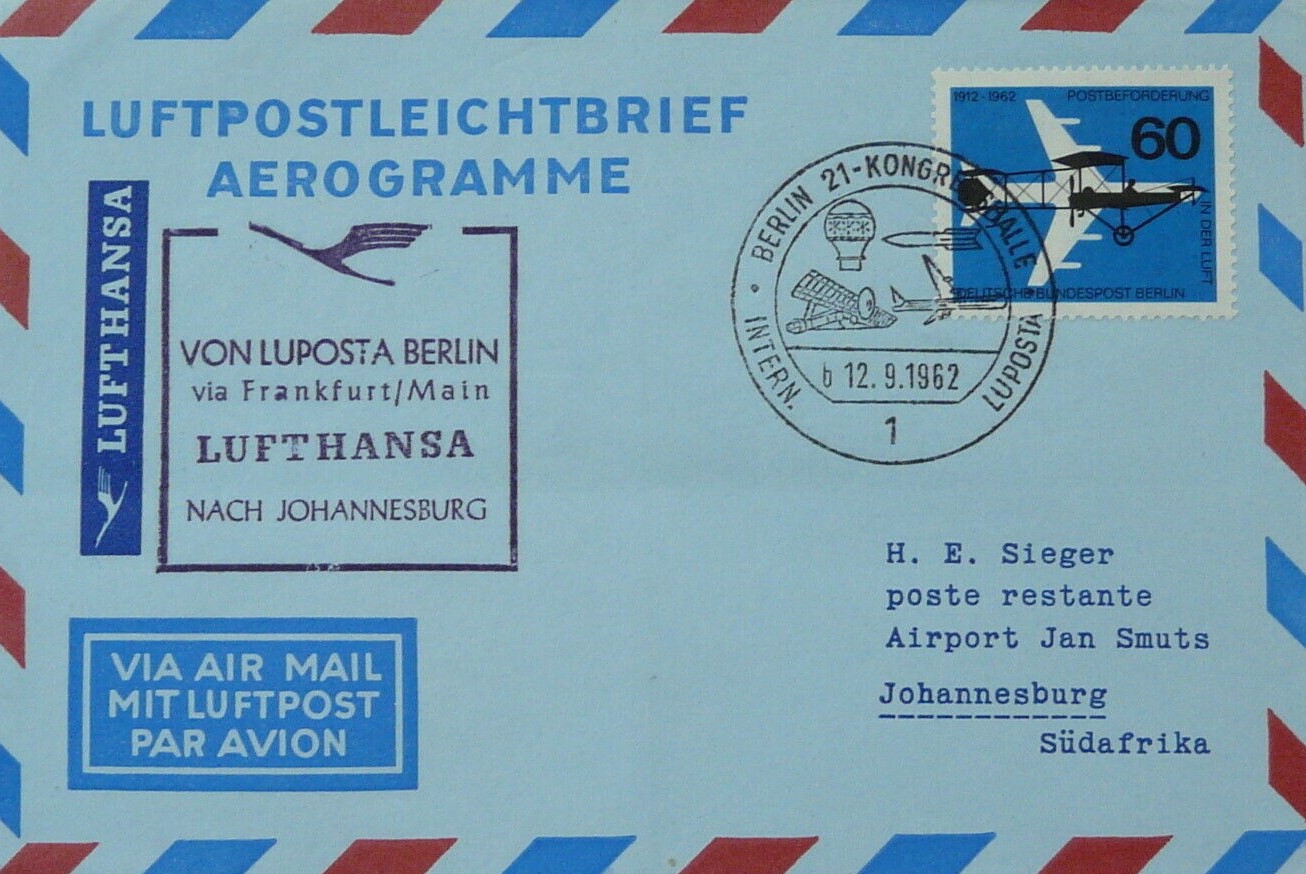 LUFTPOSTLEICHTBRIEF
AEROGRAMME
LUFTHANSA
VON LUPOSTA BERLIN
via Frankfurt/Main
LUFTHANSA
NACH JOHANNESBURG
VIA AIR MAIL
MIT LUFTPOST
PAR AVION
1912-1962 POSTBEFÖRDERUNG
60
IN DER LUFT
DEUTSCHE BUNDESPOST BERLIN
BERLIN 21-KONGRESSHALLE
INTERN. LUPOSTA
b 12.9.1962
1
H. E. Sieger
poste restante
Airport Jan Smuts
Johannesburg
Südafrika